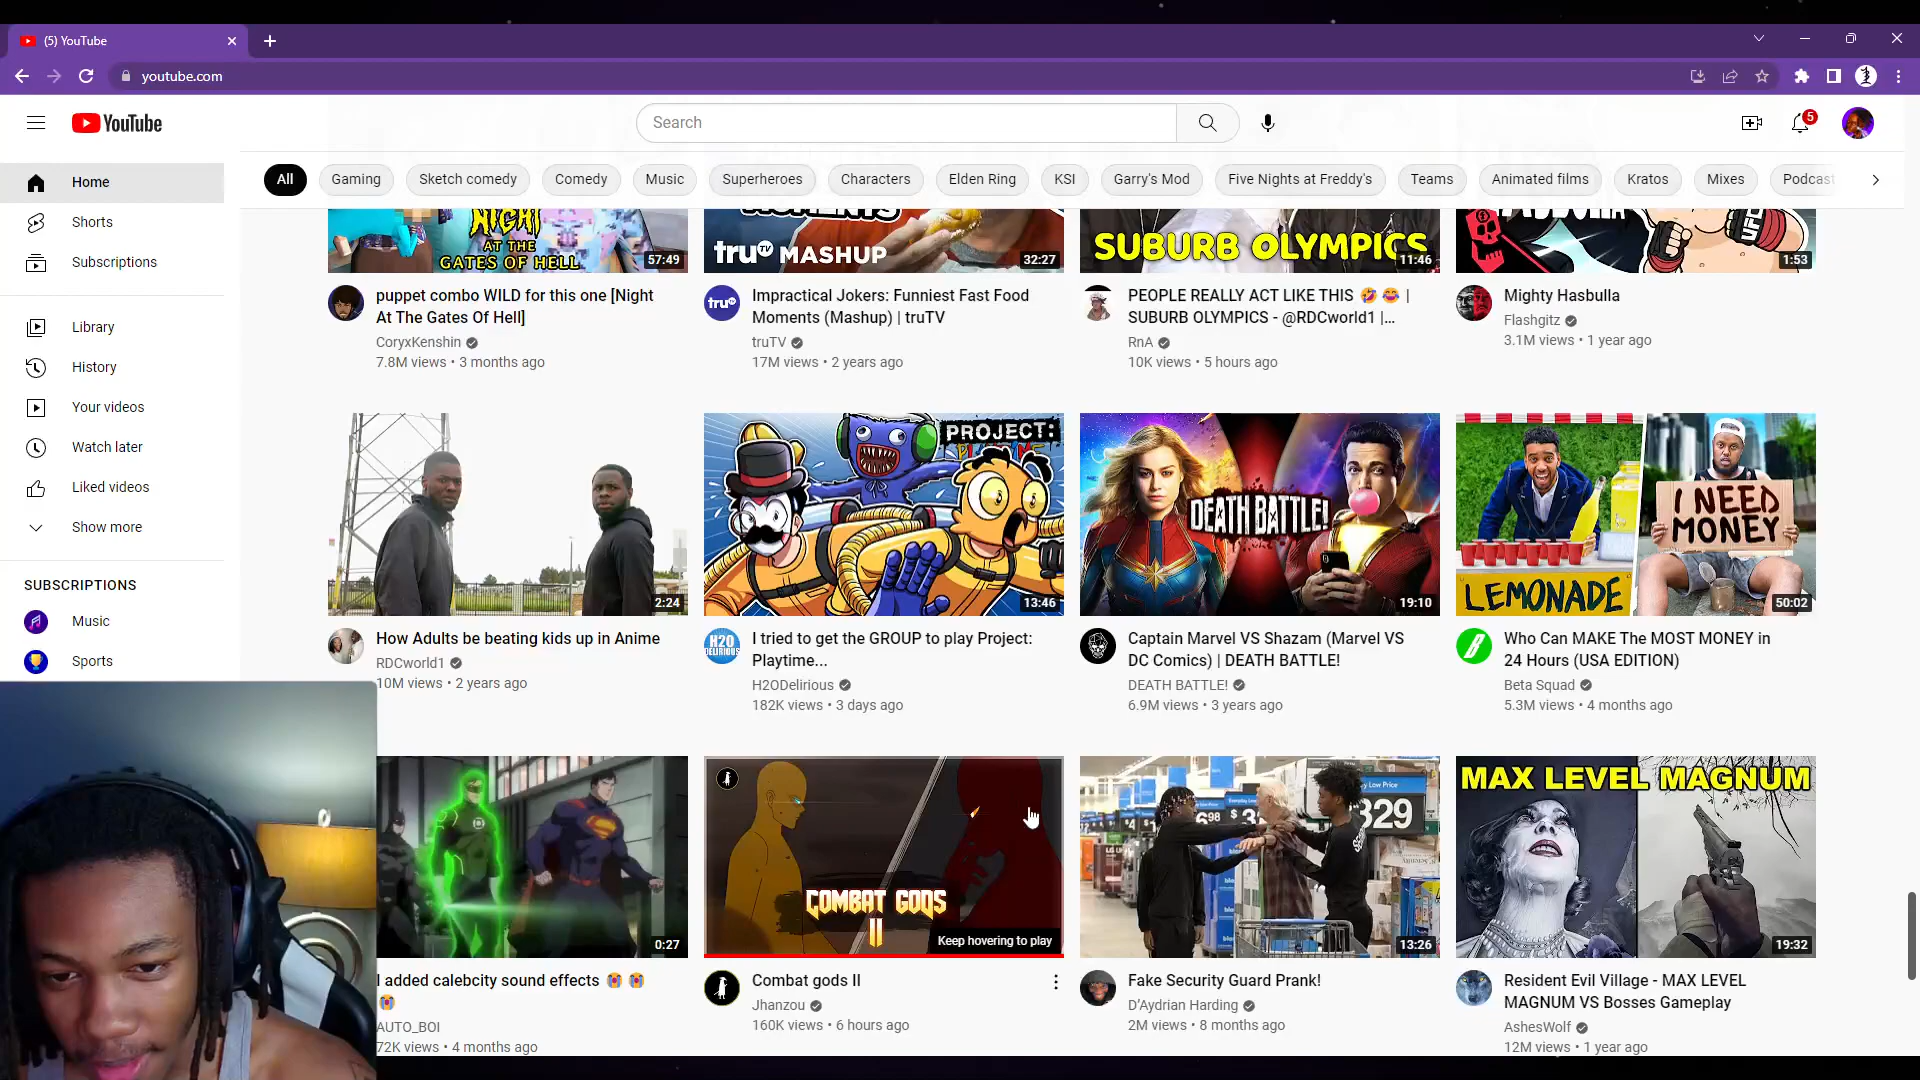 (5) YouTube
youtube.com
YouTube
Search
5
Home
Shorts
Subscriptions
Library
History
Your videos
Watch later
Liked videos
Show more
SUBSCRIPTIONS
Music
Sports
All
Gaming
Sketch comedy
Comedy
Music
Superheroes
Characters
Elden Ring
KSI
Garry's Mod
Five Nights at Freddy's
Teams
Animated films
Kratos
Mixes
Podcast
NIGHT
AT THE
GATES OF HELL
57:49
puppet combo WILD for this one [Night
At The Gates Of Hell]
CoryxKenshin
7.8M views • 3 months ago
MOMENTS
truTV MASHUP
32:27
tru
Impractical Jokers: Funniest Fast Food
Moments (Mashup) | truTV
truTV
17M views • 2 years ago
SUBURB OLYMPICS
11:46
PEOPLE REALLY ACT LIKE THIS 🤣 😂 |
SUBURB OLYMPICS - @RDCworld1 |...
RnA
10K views • 5 hours ago
1:53
Mighty Hasbulla
Flashgitz
3.1M views • 1 year ago
2:24
How Adults be beating kids up in Anime
RDCworld1
10M views • 2 years ago
PROJECT:
13:46
H2O
DELIRIOUS
I tried to get the GROUP to play Project:
Playtime...
H2ODelirious
182K views • 3 days ago
DEATH BATTLE!
19:10
Captain Marvel VS Shazam (Marvel VS
DC Comics) | DEATH BATTLE!
DEATH BATTLE!
6.9M views • 3 years ago
I NEED
MONEY
LEMONADE
50:02
Who Can MAKE The MOST MONEY in
24 Hours (USA EDITION)
Beta Squad
5.3M views • 4 months ago
0:27
I added calebcity sound effects 😭 😭
😭
AUTO_BOI
72K views • 4 months ago
COMBAT GODS
II
Keep hovering to play
Combat gods II
Jhanzou
160K views • 6 hours ago
Low Price
329
13:26
Fake Security Guard Prank!
D'Aydrian Harding
2M views • 8 months ago
MAX LEVEL MAGNUM
19:32
Resident Evil Village - MAX LEVEL
MAGNUM VS Bosses Gameplay
AshesWolf
12M views • 1 year ago